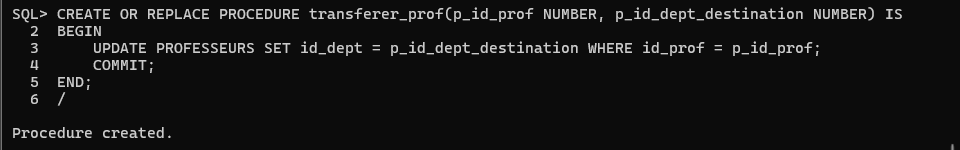 SQL> CREATE OR REPLACE PROCEDURE transferer_prof(p_id_prof NUMBER, p_id_dept_destination NUMBER) IS
  2  BEGIN
  3      UPDATE PROFESSEURS SET id_dept = p_id_dept_destination WHERE id_prof = p_id_prof;
  4      COMMIT;
  5  END;
  6  /
Procedure created.